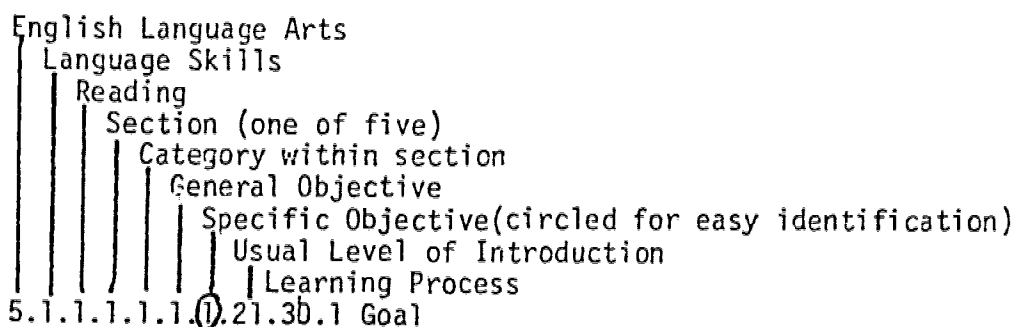 English Language Arts
Language Skills
Reading
Section (one of five)
Category within section
General Objective
Specific Objective(circled for easy identification)
Usual Level of Introduction
Learning Process
5.1.1.1.1.1.1.21.30.1 Goal